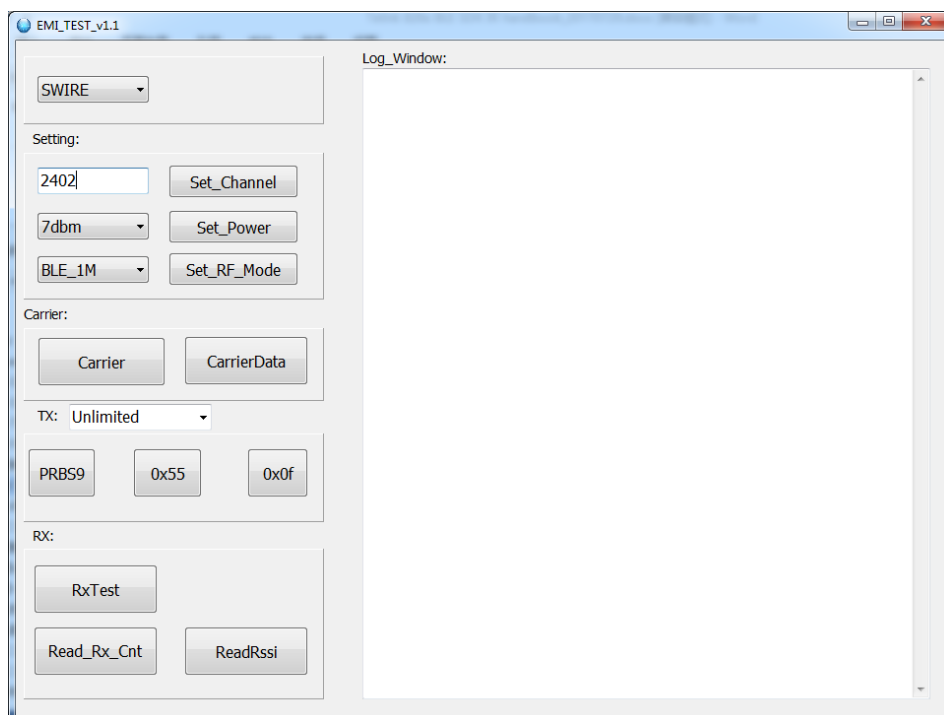 EMI_TEST_v1.1
Log_Window:
SWIRE
Setting:
2402
Set_Channel
7dbm
Set_Power
BLE_1M
Set_RF_Mode
Carrier:
Carrier
CarrierData
TX:
Unlimited
PRBS9
0x55
0x0f
RX:
RxTest
Read_Rx_Cnt
ReadRssi